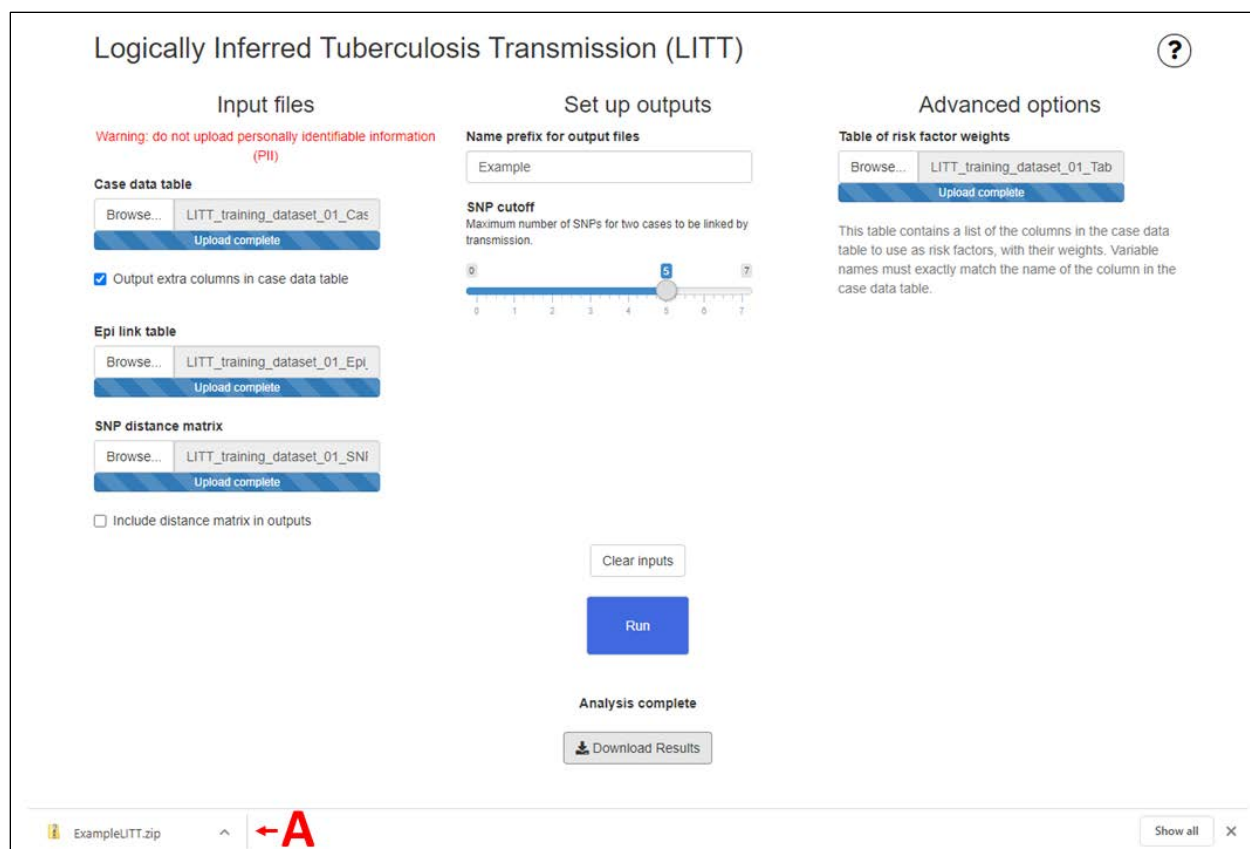 Logically Inferred Tuberculosis Transmission (LITT)
?
Input files
Warning: do not upload personally identifiable information
(PII)
Case data table
Browse... LITT_training_dataset_01_Cas
Upload complete
Output extra columns in case data table
Epi link table
Browse... LITT_training_dataset_01_Epi_
Upload complete
SNP distance matrix
Browse... LITT_training_dataset_01_SNI
Upload complete
Include distance matrix in outputs
Set up outputs
Name prefix for output files
Example
SNP cutoff
Maximum number of SNPs for two cases to be linked by
transmission.
0 5 7
0 1 2 3 4 5 6 7
Advanced options
Table of risk factor weights
Browse... LITT_training_dataset_01_Tab
Upload complete
This table contains a list of the columns in the case data
table to use as risk factors, with their weights. Variable
names must exactly match the name of the column in the
case data table.
Clear inputs
Run
Analysis complete
Download Results
ExampleLITT.zip
A
Show all